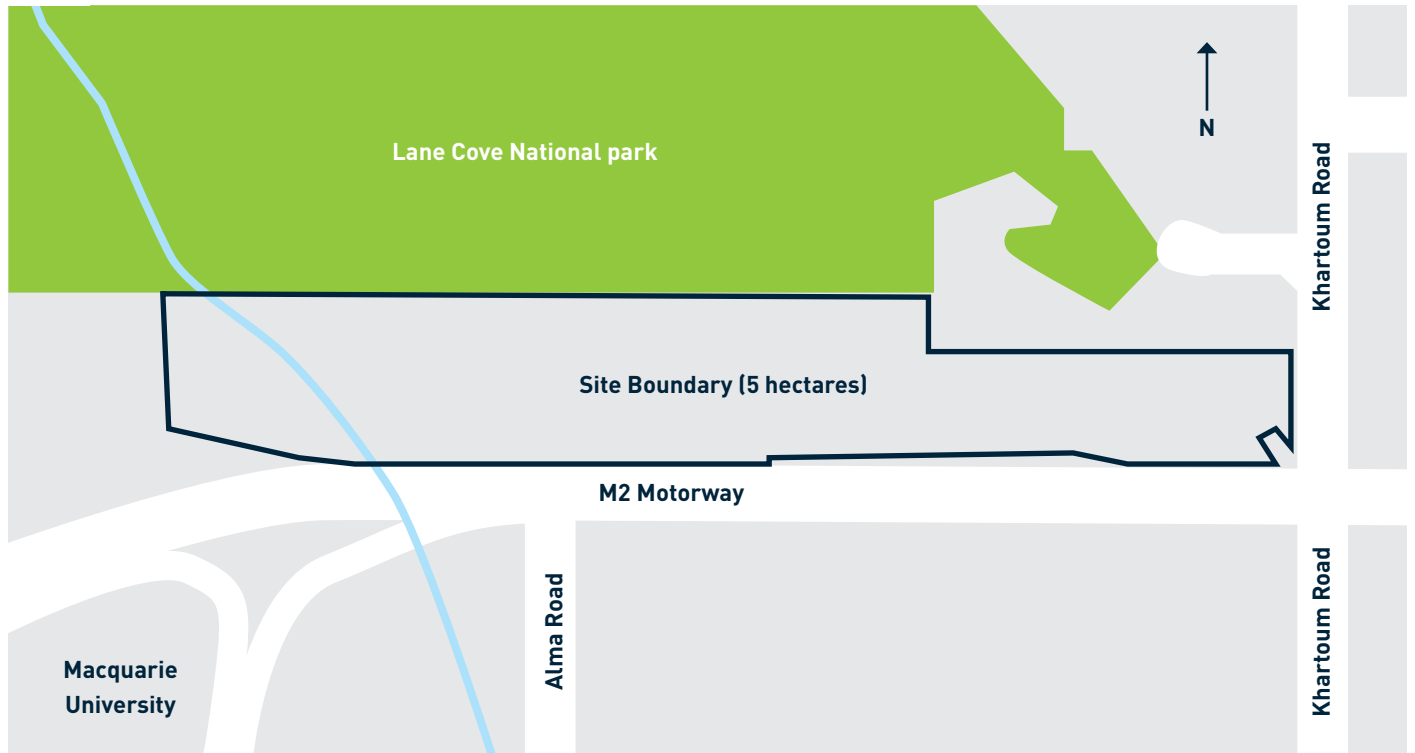 Lane Cove National park
N
Khartoum Road
Site Boundary (5 hectares)
M2 Motorway
Alma Road
Khartoum Road
Macquarie
University